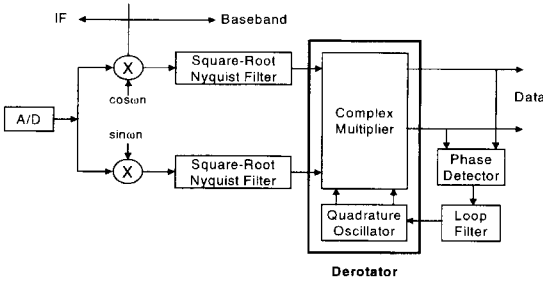 IF
Baseband
X
Square-Root
Nyquist Filter
cosωn
A/D
sinωn
X
Square-Root
Nyquist Filter
Complex
Multiplier
Quadrature
Oscillator
Derotator
Data
Phase
Detector
Loop
Filter